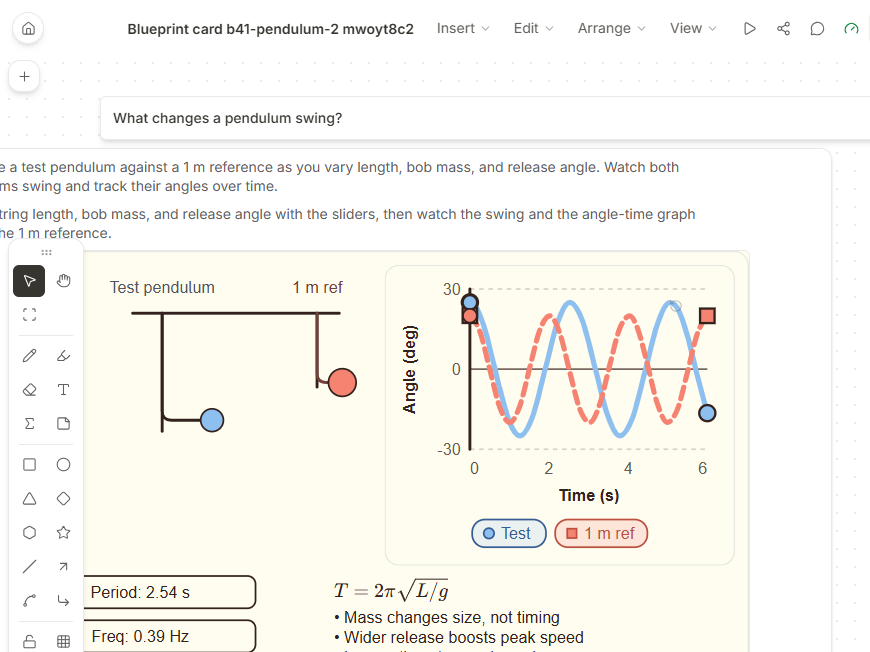 Blueprint card b41-pendulum-2 mwoyt8c2 Insert Edit Arrange View
What changes a pendulum swing?
e a test pendulum against a 1 m reference as you vary length, bob mass, and release angle. Watch both
ms swing and track their angles over time.
tring length, bob mass, and release angle with the sliders, then watch the swing and the angle-time graph
he 1 m reference.
Test pendulum 1 m ref
Angle (deg)
30
0
-30
0 2 4 6
Time (s)
Test 1 m ref
Period: 2.54 s
Freq: 0.39 Hz
T = 2π√L/g
• Mass changes size, not timing
• Wider release boosts peak speed